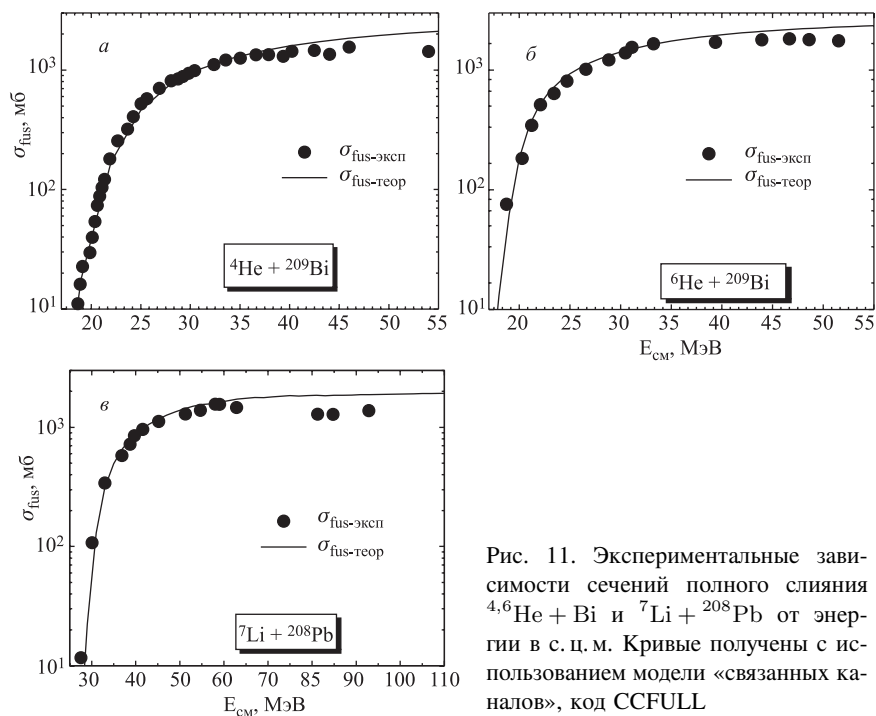 а
σfus, мб
10³
10²
10¹
σfus-эксп
σfus-теор
⁴He + ²⁰⁹Bi
20 25 30 35 40 45 50 55
б
10³
10²
10¹
σfus-эксп
σfus-теор
⁶He + ²⁰⁹Bi
20 25 30 35 40 45 50 55
Eсм, МэВ
в
σfus, мб
10³
10²
10¹
σfus-эксп
σfus-теор
⁷Li + ²⁰⁸Pb
30 40 50 60 70 85 90 110
Eсм, МэВ
Рис. 11. Экспериментальные зави-
симости сечений полного слияния
⁴,⁶He + Bi и ⁷Li + ²⁰⁸Pb от энер-
гии в с. ц. м. Кривые получены с ис-
пользованием модели «связанных ка-
налов», код CCFULL